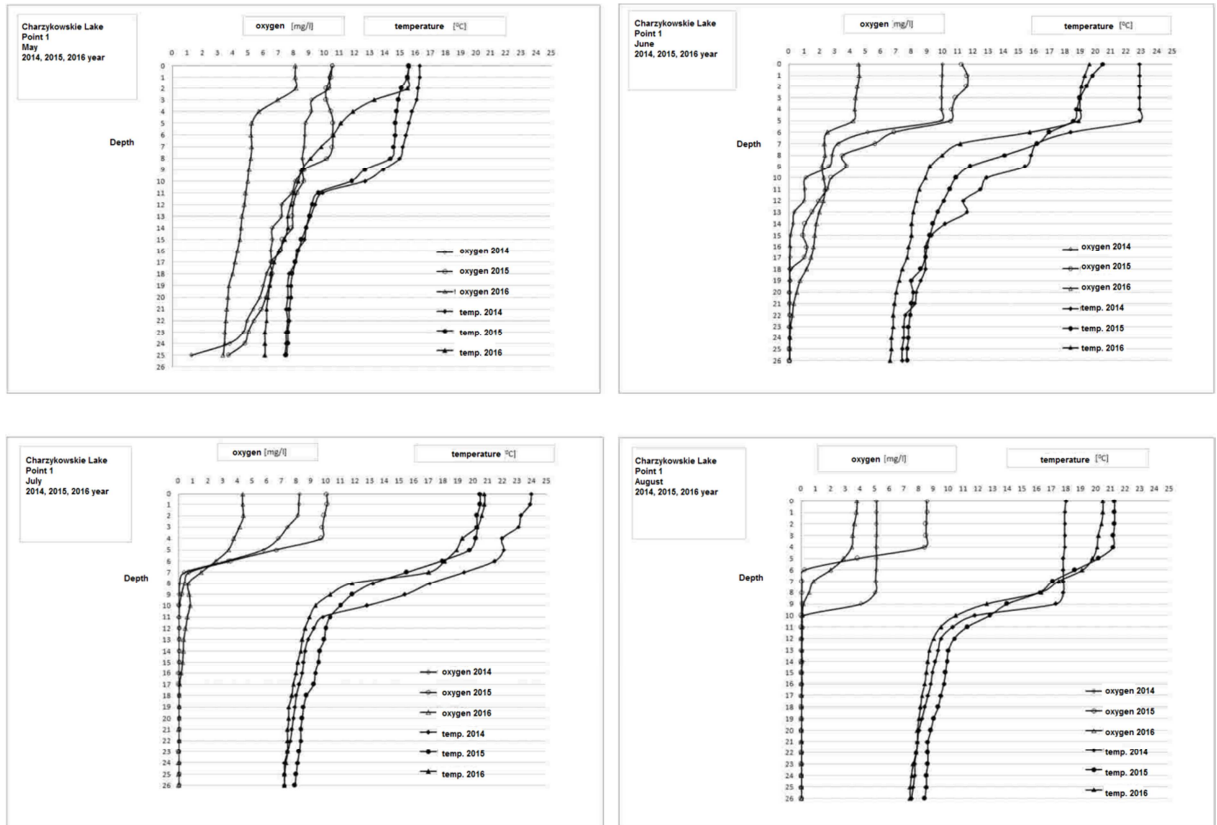 Charzykowskie Lake
Point 1
May
2014, 2015, 2016 year
oxygen [mg/l]
temperature [⁰C]
0 1 2 3 4 5 6 7 8 9 10 11 12 13 14 15 16 17 18 19 20 21 22 23 24 25
Depth
0
1
2
3
4
5
6
7
8
9
10
11
12
13
14
15
16
17
18
19
20
21
22
23
24
25
oxygen 2014
oxygen 2015
oxygen 2016
temp. 2014
temp. 2015
temp. 2016
Charzykowskie Lake
Point 1
June
2014, 2015, 2016 year
oxygen [mg/l]
temperature [⁰C]
0 1 2 3 4 5 6 7 8 9 10 11 12 13 14 15 16 17 18 19 20 21 22 23 24 25
Depth
0
1
2
3
4
5
6
7
8
9
10
11
12
13
14
15
16
17
18
19
20
21
22
23
24
25
26
oxygen 2014
oxygen 2015
oxygen 2016
temp. 2014
temp. 2015
temp. 2016
Charzykowskie Lake
Point 1
July
2014, 2015, 2016 year
oxygen [mg/l]
temperature [⁰C]
0 1 2 3 4 5 6 7 8 9 10 11 12 13 14 15 16 17 18 19 20 21 22 23 24 25
Depth
0
1
2
3
4
5
6
7
8
9
10
11
12
13
14
15
16
17
18
19
20
21
22
23
24
25
26
oxygen 2014
oxygen 2015
oxygen 2016
temp. 2014
temp. 2015
temp. 2016
Charzykowskie Lake
Point 1
August
2014, 2015, 2016 year
oxygen [mg/l]
temperature [⁰C]
0 1 2 3 4 5 6 7 8 9 10 11 12 13 14 15 16 17 18 19 20 21 22 23 24 25
Depth
0
1
2
3
4
5
6
7
8
9
10
11
12
13
14
15
16
17
18
19
20
21
22
23
24
25
26
oxygen 2014
oxygen 2015
oxygen 2016
temp. 2014
temp. 2015
temp. 2016